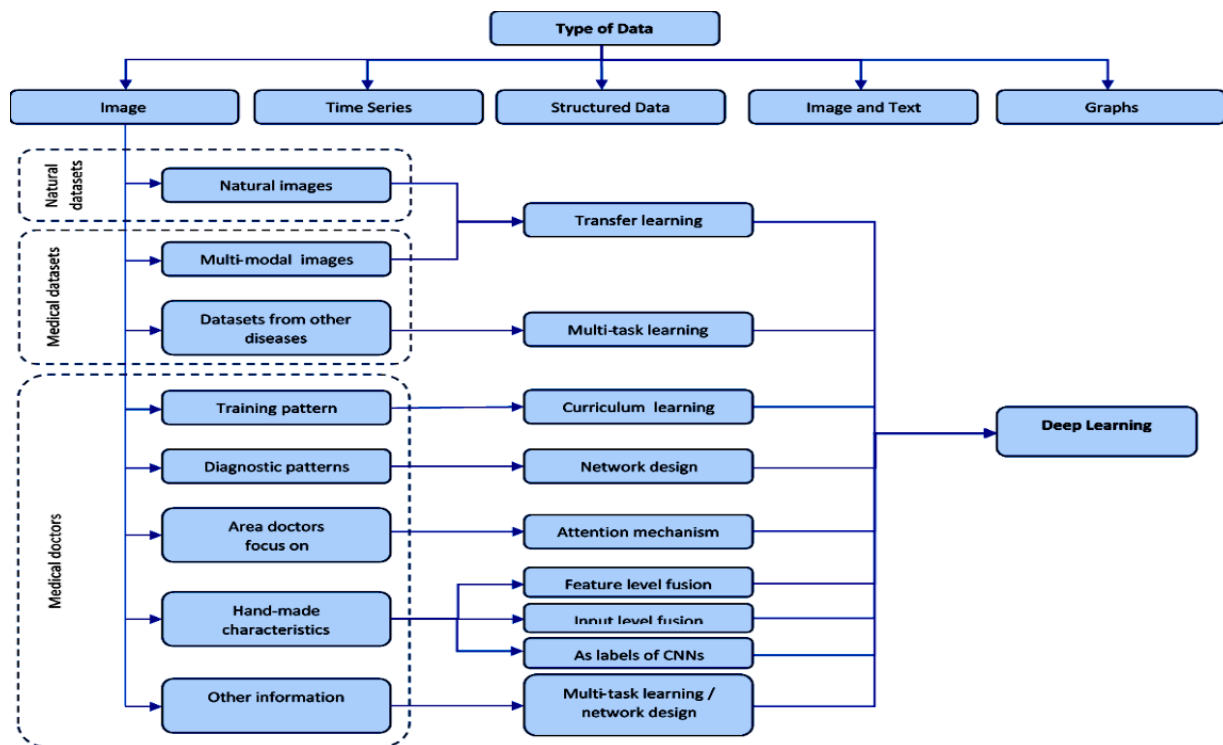 Type of Data
Image
Time Series
Structured Data
Image and Text
Graphs
Natural
datasets
Natural images
Transfer learning
Medical datasets
Multi-modal images
Datasets from other
diseases
Multi-task learning
Medical doctors
Training pattern
Curriculum learning
Deep Learning
Diagnostic patterns
Network design
Area doctors
focus on
Attention mechanism
Hand-made
characteristics
Feature level fusion
Input level fusion
As labels of CNNs
Other information
Multi-task learning /
network design